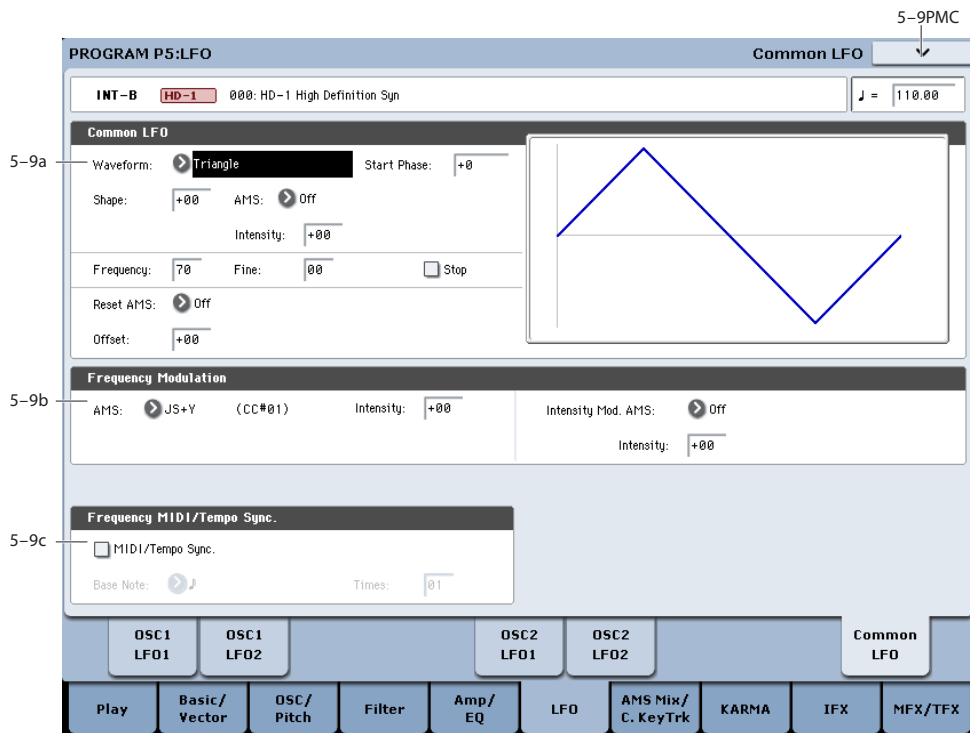 5–9PMC
PROGRAM P5:LFO Common LFO
INT-B HD-1 000: HD-1 High Definition Syn ♩ = 110.00
Common LFO
5–9a
Waveform: Triangle Start Phase: +0
Shape: +00 AMS: Off
Intensity: +00
Frequency: 70 Fine: 00 Stop
Reset AMS: Off
Offset: +00
Frequency Modulation
5–9b
AMS: JS+Y (CC#01) Intensity: +00 Intensity Mod. AMS: Off
Intensity: +00
Frequency MIDI/Tempo Sync.
5–9c
MIDI/Tempo Sync.
Base Note: ♪ Times: 01
OSC1 OSC1 OSC2 OSC2 Common
LFO1 LFO2 LFO1 LFO2 LFO
Play Basic/ OSC/ Filter Amp/ LFO AMS Mix/ KARMA IFX MFX/TFX
Vector Pitch EQ C. KeyTrk